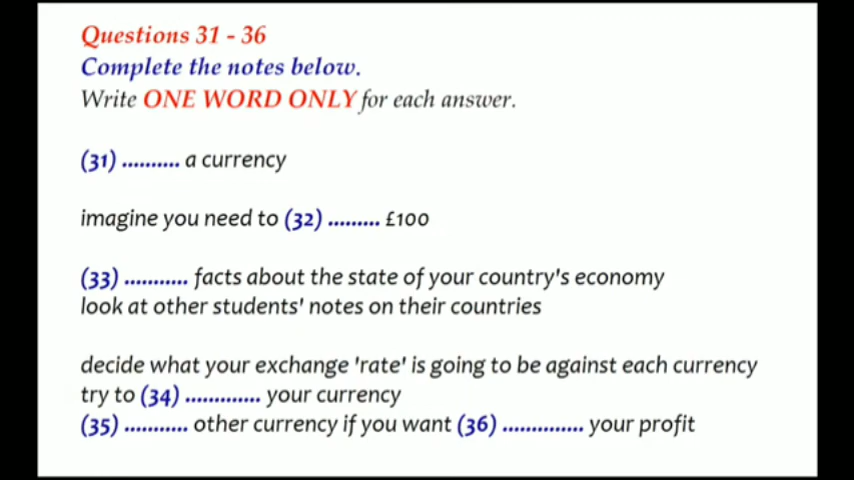 Questions 31 - 36
Complete the notes below.
Write ONE WORD ONLY for each answer.
(31) .......... a currency
imagine you need to (32) ......... £100
(33) ........... facts about the state of your country's economy
look at other students' notes on their countries
decide what your exchange 'rate' is going to be against each currency
try to (34) ............. your currency
(35) ........... other currency if you want (36) .............. your profit